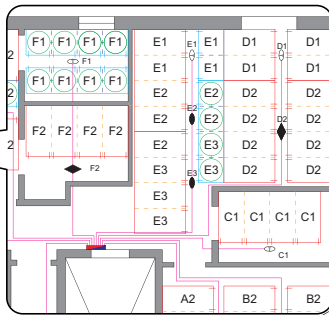 F1 F1 F1 F1 E1 E1 D1 D1
E1 D1
2 F1
F1 F1 F1 F1 E1 E1 D1 D1
E2 E2 D2 D2
E2
F2 F2 F2 F2 E2 E2 D2 D2
D2
2 E2 E3 D2 D2
F2
E3 E3 E3 D2 D2
E3
E3 C1 C1 C1 C1
C1
A2 B2 B2